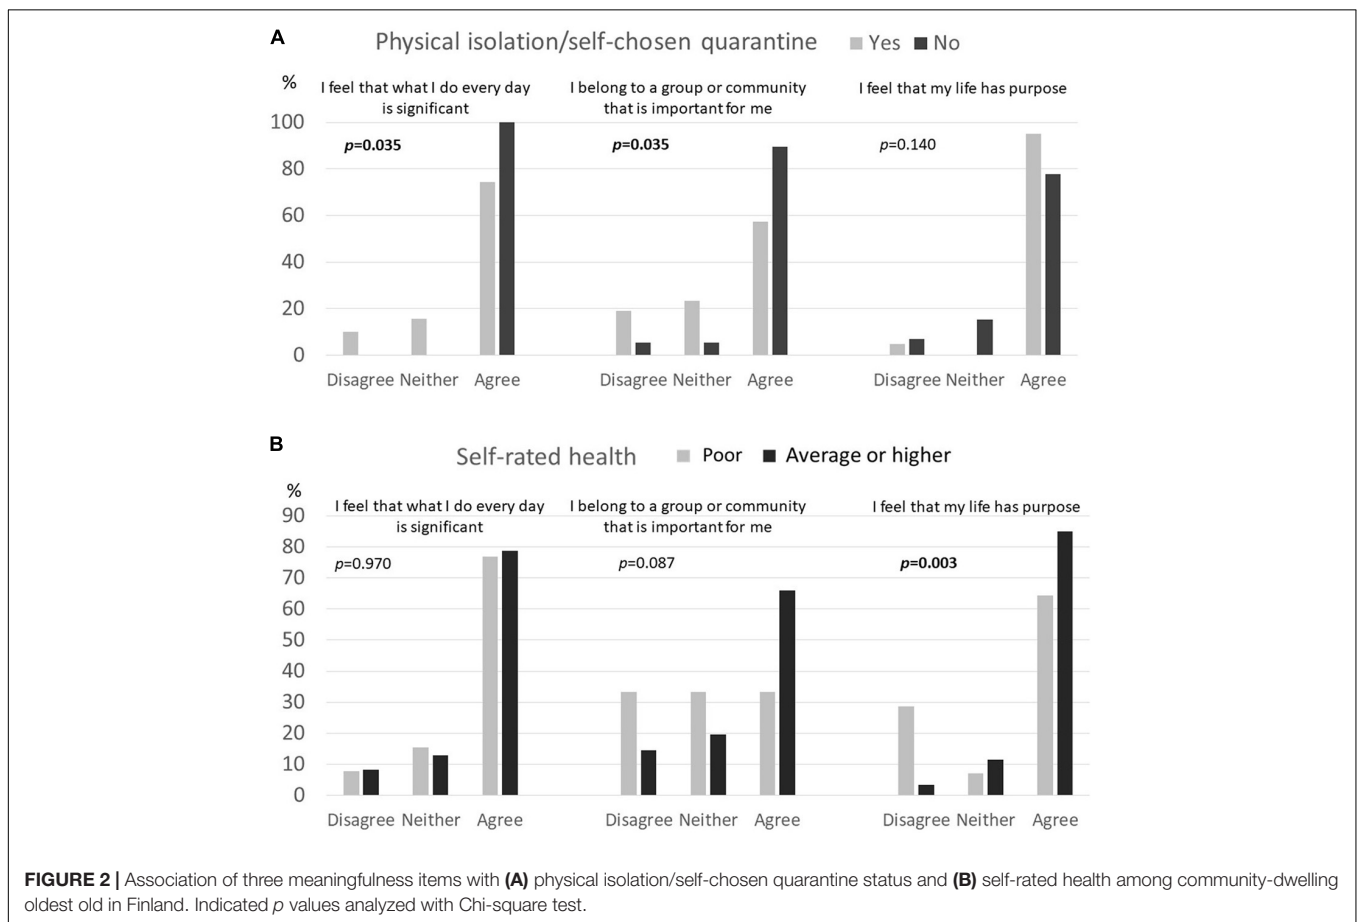 A
Physical isolation/self-chosen quarantine Yes No
%
I feel that what I do every day
is significant
I belong to a group or community
that is important for me
I feel that my life has purpose
p=0.035
p=0.035
p=0.140
100
80
60
40
20
0
Disagree Neither Agree
Disagree Neither Agree
Disagree Neither Agree
B
Self-rated health Poor Average or higher
%
I feel that what I do every day
is significant
I belong to a group or community
that is important for me
I feel that my life has purpose
p=0.970
p=0.087
p=0.003
90
80
70
60
50
40
30
20
10
0
Disagree Neither Agree
Disagree Neither Agree
Disagree Neither Agree
FIGURE 2 | Association of three meaningfulness items with (A) physical isolation/self-chosen quarantine status and (B) self-rated health among community-dwelling
oldest old in Finland. Indicated p values analyzed with Chi-square test.